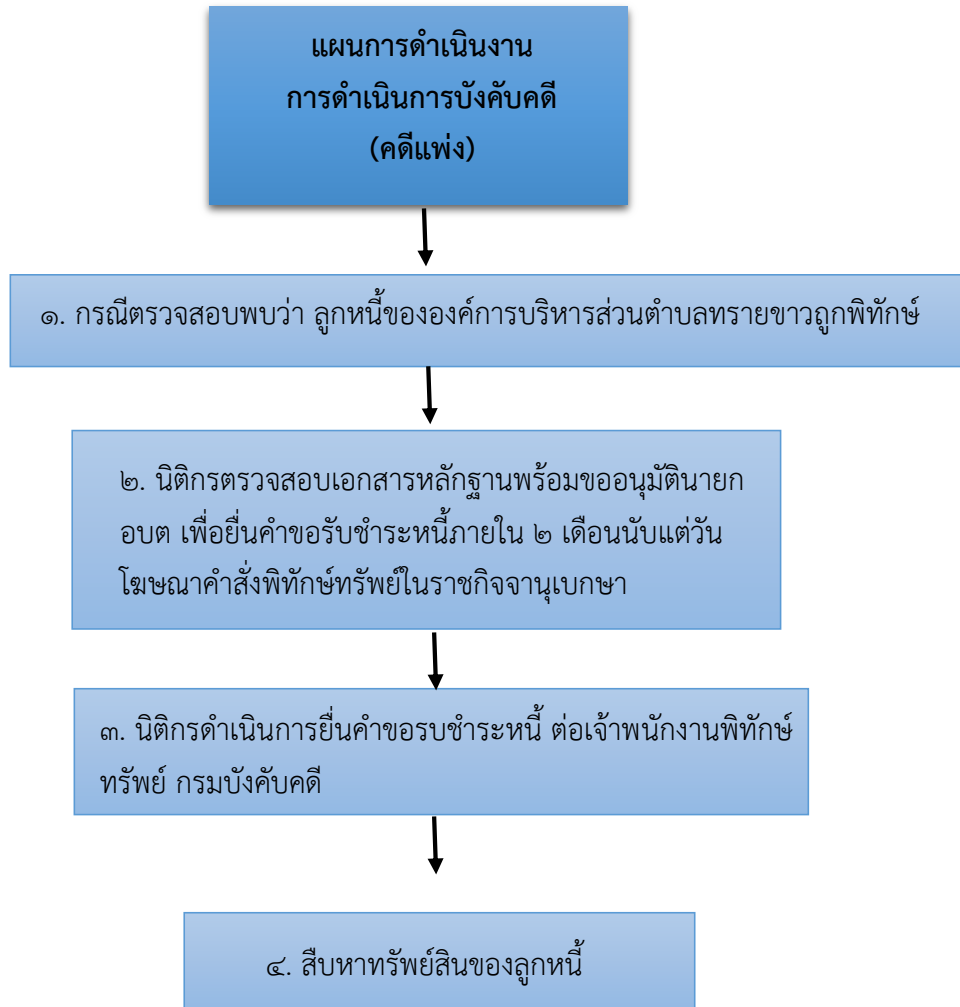 แผนการดำเนินงาน
การดำเนินการบังคับคดี
(คดีแพ่ง)
๑. กรณีตรวจสอบพบว่า ลูกหนี้ขององค์การบริหารส่วนตำบลทรายขาวถูกพิทักษ์
๒. นิติกรตรวจสอบเอกสารหลักฐานพร้อมขออนุมัตินายก
อบต เพื่อยื่นคำขอรับชำระหนี้ภายใน ๒ เดือนนับแต่วัน
โฆษณาคำสั่งพิทักษ์ทรัพย์ในราชกิจจานุเบกษา
๓. นิติกรดำเนินการยื่นคำขอรบชำระหนี้ ต่อเจ้าพนักงานพิทักษ์
ทรัพย์ กรมบังคับคดี
๔. สืบหาทรัพย์สินของลูกหนี้